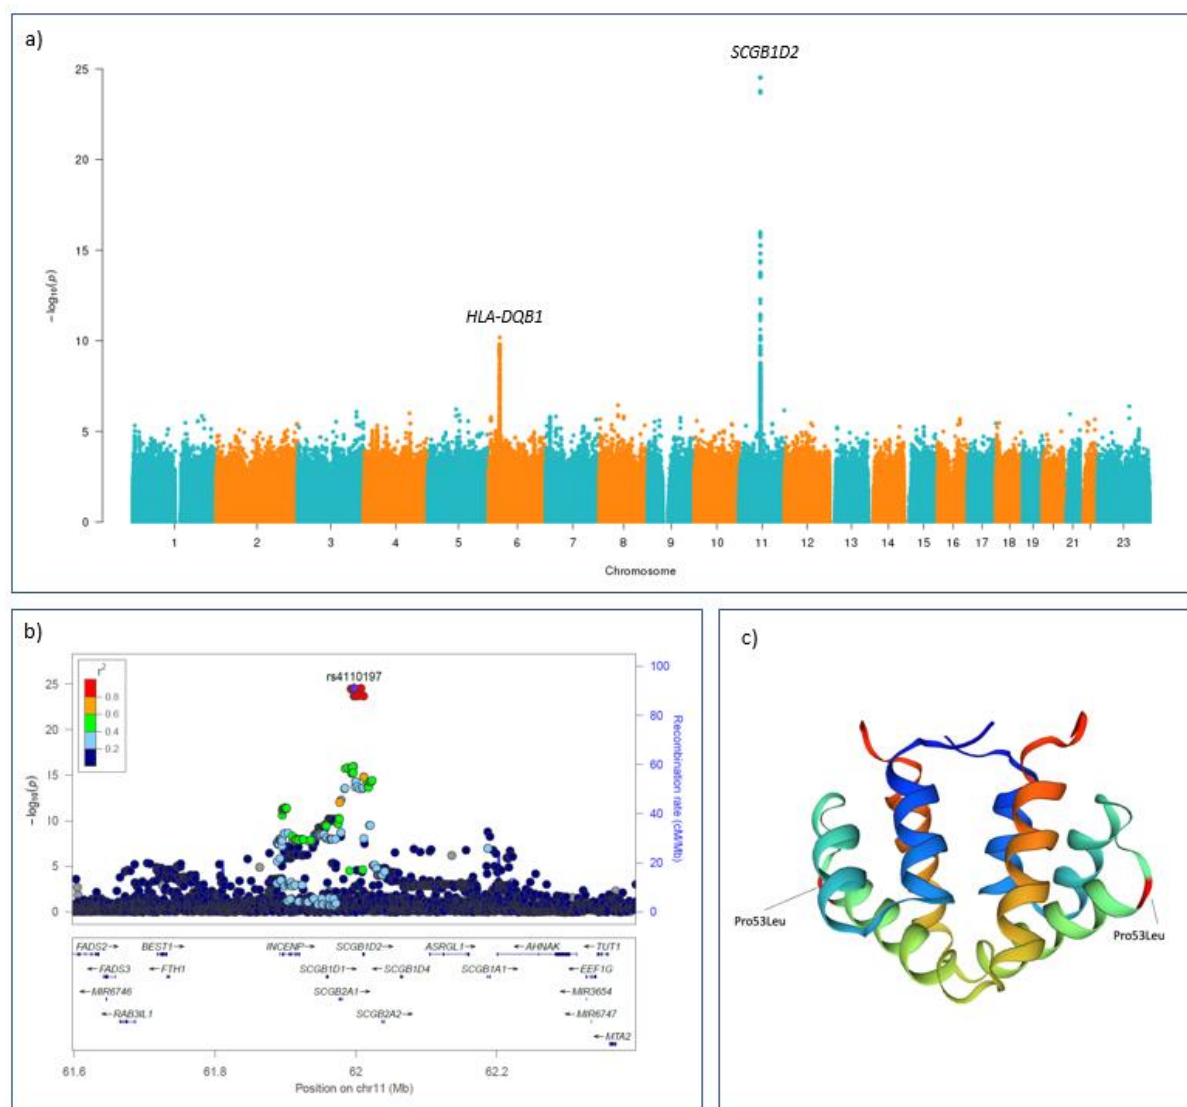 a)
SCGB1D2
HLA-DQB1
25
20
15
10
5
0
−log₁₀(p)
1 2 3 4 5 6 7 8 9 10 11 12 13 14 15 16 17 18 19 21 23
Chromosome
b)
r²
0.8
0.6
0.4
0.2
rs4110197
25
20
15
10
5
0
−log₁₀(p)
100
80
60
40
20
0
Recombination rate (cM/Mb)
FADS2→ BEST1→ INCENP→ SCGB1D2→ ASRGL1→ ←AHNAK ←TUT1
←FADS3 ←FTH1 SCGB1D1→ ←SCGB1D4 SCGB1A1→ ←EEF1G
←MIR6746 SCGB2A1→ ←MIR3654
←RAB3IL1 SCGB2A2→ ←MIR6747
←MTA2
61.6 61.8 62 62.2
Position on chr11 (Mb)
c)
Pro53Leu
Pro53Leu